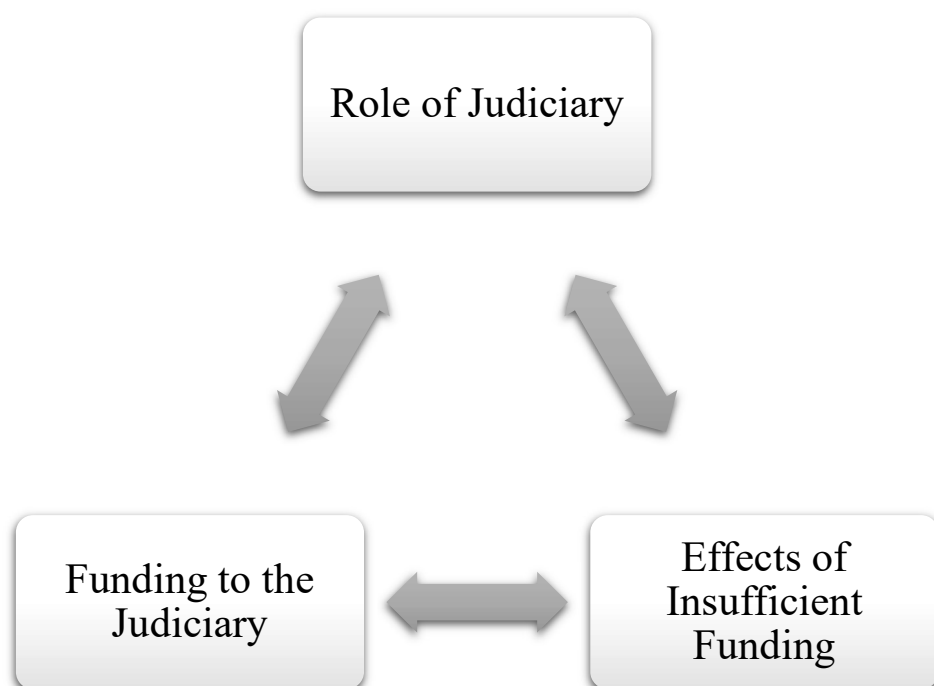 Role of Judiciary
Funding to the
Judiciary
Effects of
Insufficient
Funding